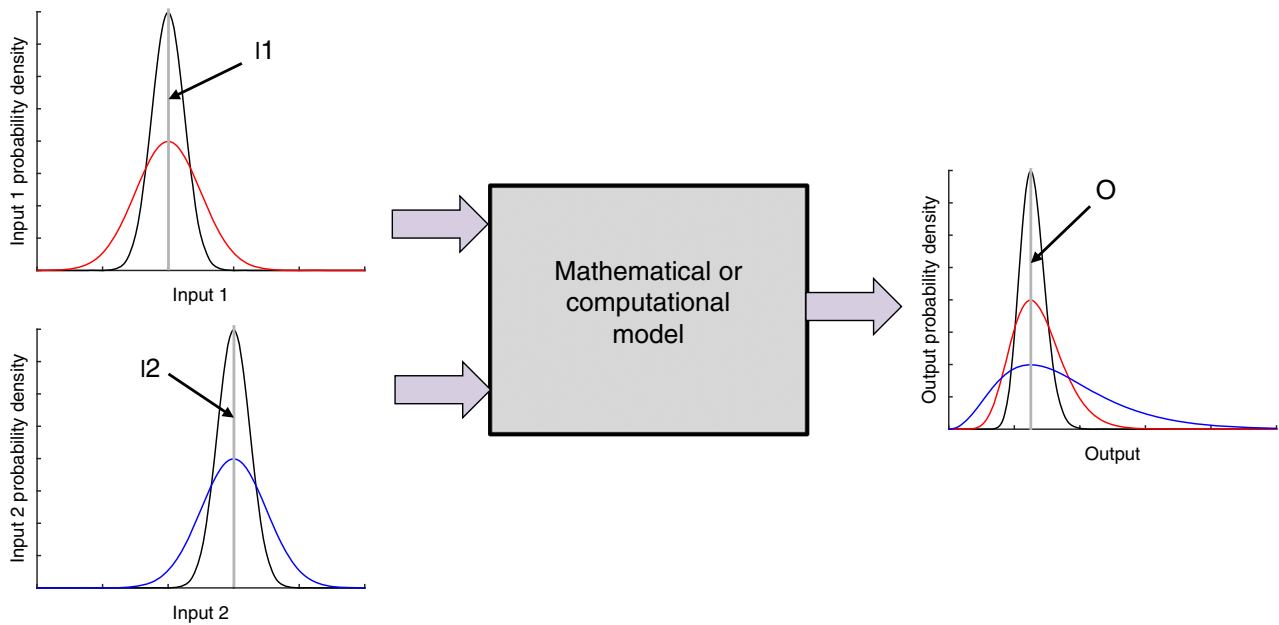 Input 1 probability density
I1
Input 1
Input 2 probability density
I2
Input 2
Mathematical or
computational
model
Output probability density
O
Output